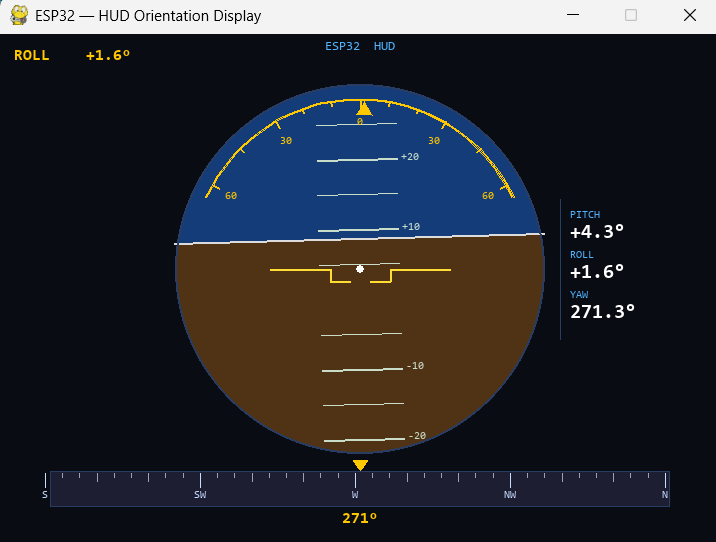 ESP32 — HUD Orientation Display
ESP32 HUD
ROLL +1.6°
0
30 30
60 60
+20
+10
-10
-20
PITCH
+4.3°
ROLL
+1.6°
YAW
271.3°
S SW W NW N
271°